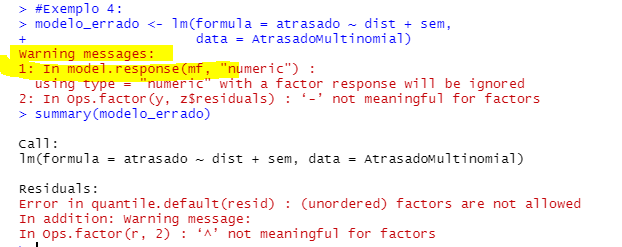 > #Exemplo 4:
> modelo_errado <- lm(formula = atrasado ~ dist + sem,
+                     data = AtrasadoMultinomial)
Warning messages:
1: In model.response(mf, "numeric") :
  using type = "numeric" with a factor response will be ignored
2: In Ops.factor(y, z$residuals) : ‘-’ not meaningful for factors
> summary(modelo_errado)

Call:
lm(formula = atrasado ~ dist + sem, data = AtrasadoMultinomial)

Residuals:
Error in quantile.default(resid) : (unordered) factors are not allowed
In addition: Warning message:
In Ops.factor(r, 2) : ‘^’ not meaningful for factors